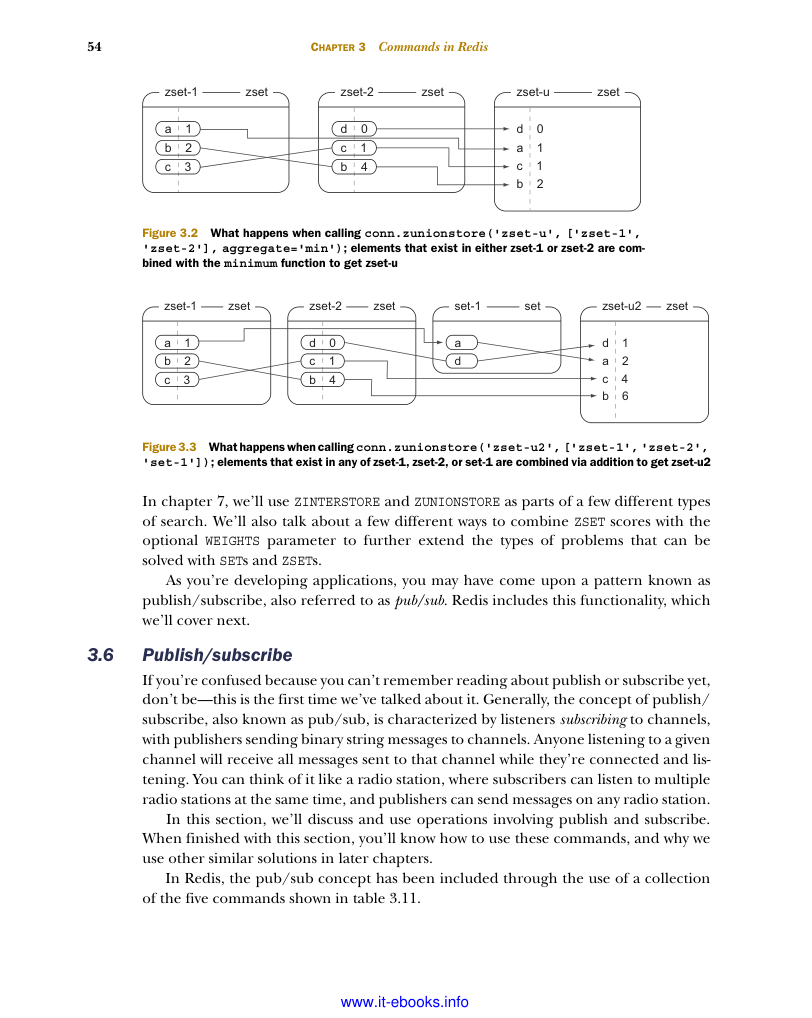 54 CHAPTER 3 Commands in Redis
zset-1 zset zset-2 zset zset-u zset
a 1 d 0 d 0
b 2 c 1 a 1
c 3 b 4 c 1
b 2
Figure 3.2 What happens when calling conn.zunionstore('zset-u', ['zset-1',
'zset-2'], aggregate='min'); elements that exist in either zset-1 or zset-2 are com-
bined with the minimum function to get zset-u
zset-1 zset zset-2 zset set-1 set zset-u2 zset
a 1 d 0 a d 1
b 2 c 1 d a 2
c 3 b 4 c 4
b 6
Figure 3.3 What happens when calling conn.zunionstore('zset-u2', ['zset-1', 'zset-2',
'set-1']); elements that exist in any of zset-1, zset-2, or set-1 are combined via addition to get zset-u2
In chapter 7, we'll use ZINTERSTORE and ZUNIONSTORE as parts of a few different types
of search. We'll also talk about a few different ways to combine ZSET scores with the
optional WEIGHTS parameter to further extend the types of problems that can be
solved with SETs and ZSETs.
As you're developing applications, you may have come upon a pattern known as
publish/subscribe, also referred to as pub/sub. Redis includes this functionality, which
we'll cover next.
3.6 Publish/subscribe
If you're confused because you can't remember reading about publish or subscribe yet,
don't be—this is the first time we've talked about it. Generally, the concept of publish/
subscribe, also known as pub/sub, is characterized by listeners subscribing to channels,
with publishers sending binary string messages to channels. Anyone listening to a given
channel will receive all messages sent to that channel while they're connected and lis-
tening. You can think of it like a radio station, where subscribers can listen to multiple
radio stations at the same time, and publishers can send messages on any radio station.
In this section, we'll discuss and use operations involving publish and subscribe.
When finished with this section, you'll know how to use these commands, and why we
use other similar solutions in later chapters.
In Redis, the pub/sub concept has been included through the use of a collection
of the five commands shown in table 3.11.
www.it-ebooks.info